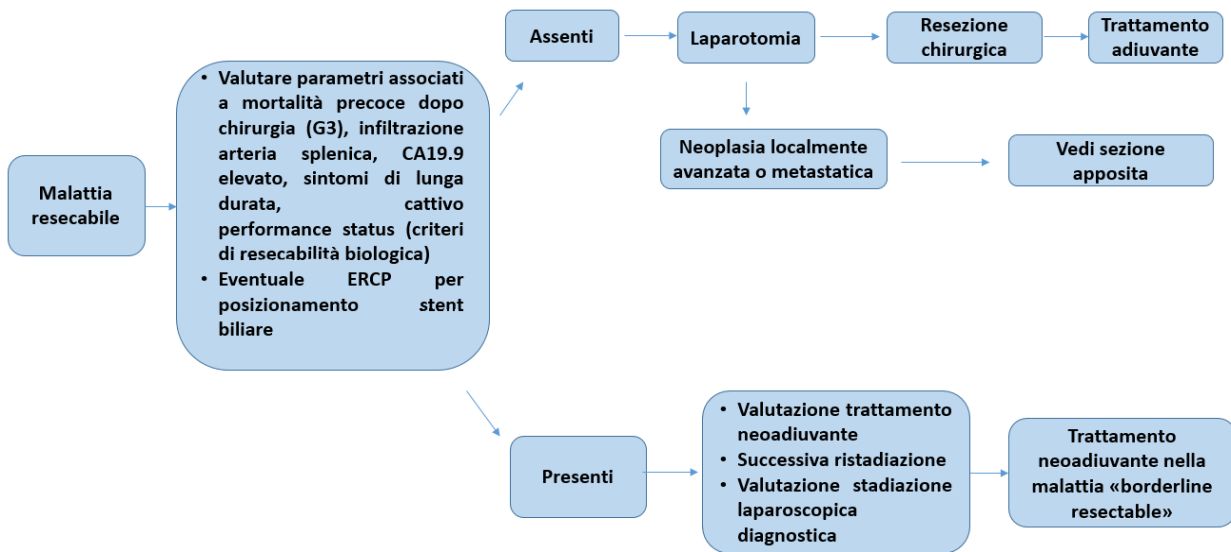 Malattia
resecabile
• Valutare parametri associati
a mortalità precoce dopo
chirurgia (G3), infiltrazione
arteria splenica, CA19.9
elevato, sintomi di lunga
durata, cattivo
performance status (criteri
di resecabilità biologica)
• Eventuale ERCP per
posizionamento stent
biliare
Assenti
Laparotomia
Resezione
chirurgica
Trattamento
adiuvante
Neoplasia localmente
avanzata o metastatica
Vedi sezione
apposita
Presenti
• Valutazione trattamento
neoadiuvante
• Successiva ristadiazione
• Valutazione stadiazione
laparoscopica
diagnostica
Trattamento
neoadiuvante nella
malattia «borderline
resectable»